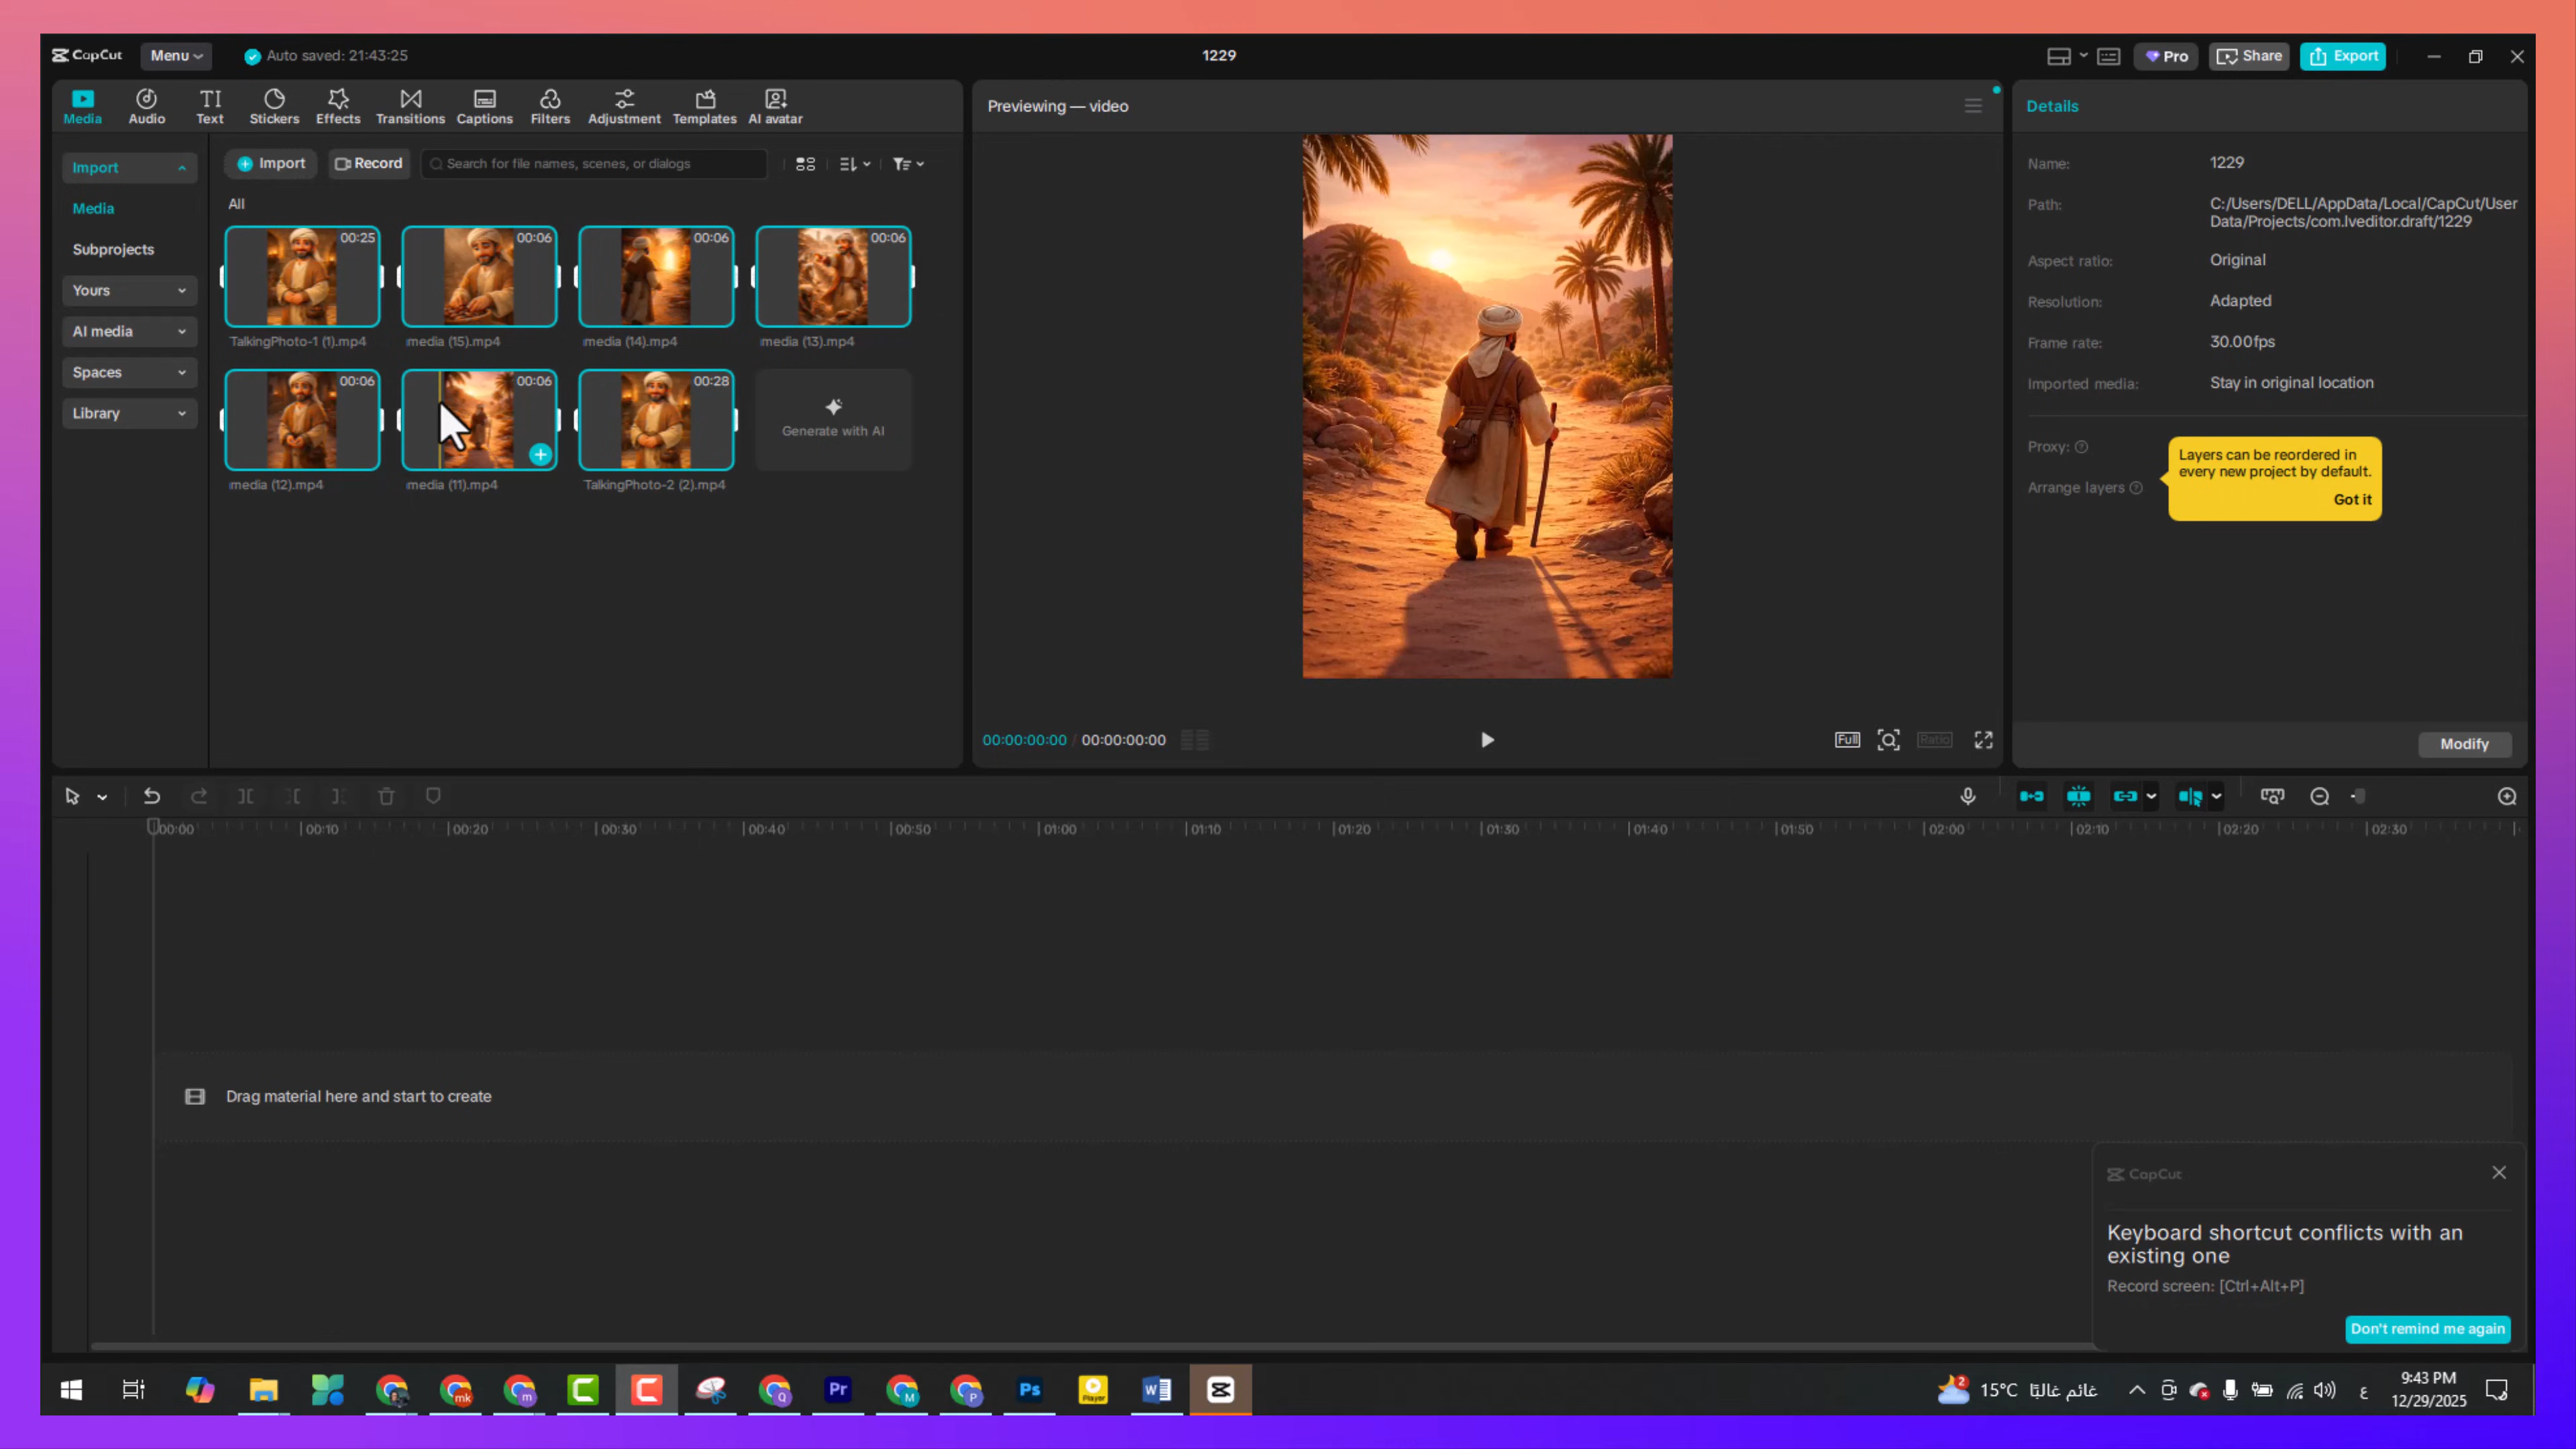 CapCut
Menu
Auto saved: 21:43:25
1229
Pro
Share
Export
Media
Audio
TI
Text
Stickers
Effects
Transitions
Captions
Filters
Adjustment
Templates
AI avatar
Import
Media
Subprojects
Yours
AI media
Spaces
Library
Import
Record
Search for file names, scenes, or dialogs
All
00:25
00:06
00:06
00:06
TalkingPhoto-1 (1).mp4
media (15).mp4
media (14).mp4
media (13).mp4
00:06
00:06
00:28
Generate with AI
media (12).mp4
media (11).mp4
TalkingPhoto-2 (2).mp4
Previewing — video
00:00:00:00 / 00:00:00:00
Full
Ratio
Details
Name:
1229
Path:
C:/Users/DELL/AppData/Local/CapCut/User
Data/Projects/com.lveditor.draft/1229
Aspect ratio:
Original
Resolution:
Adapted
Frame rate:
30.00fps
Imported media:
Stay in original location
Proxy:
Arrange layers
Layers can be reordered in
every new project by default.
Got it
Modify
00:00
00:10
00:20
00:30
00:40
00:50
01:00
01:10
01:20
01:30
01:40
01:50
02:00
02:10
02:20
02:30
Drag material here and start to create
CapCut
Keyboard shortcut conflicts with an
existing one
Record screen: [Ctrl+Alt+P]
Don't remind me again
mk
m
Q
Pr
M
P
Ps
Player
W
2
15°C
غائم غالبًا
ع
9:43 PM
12/29/2025